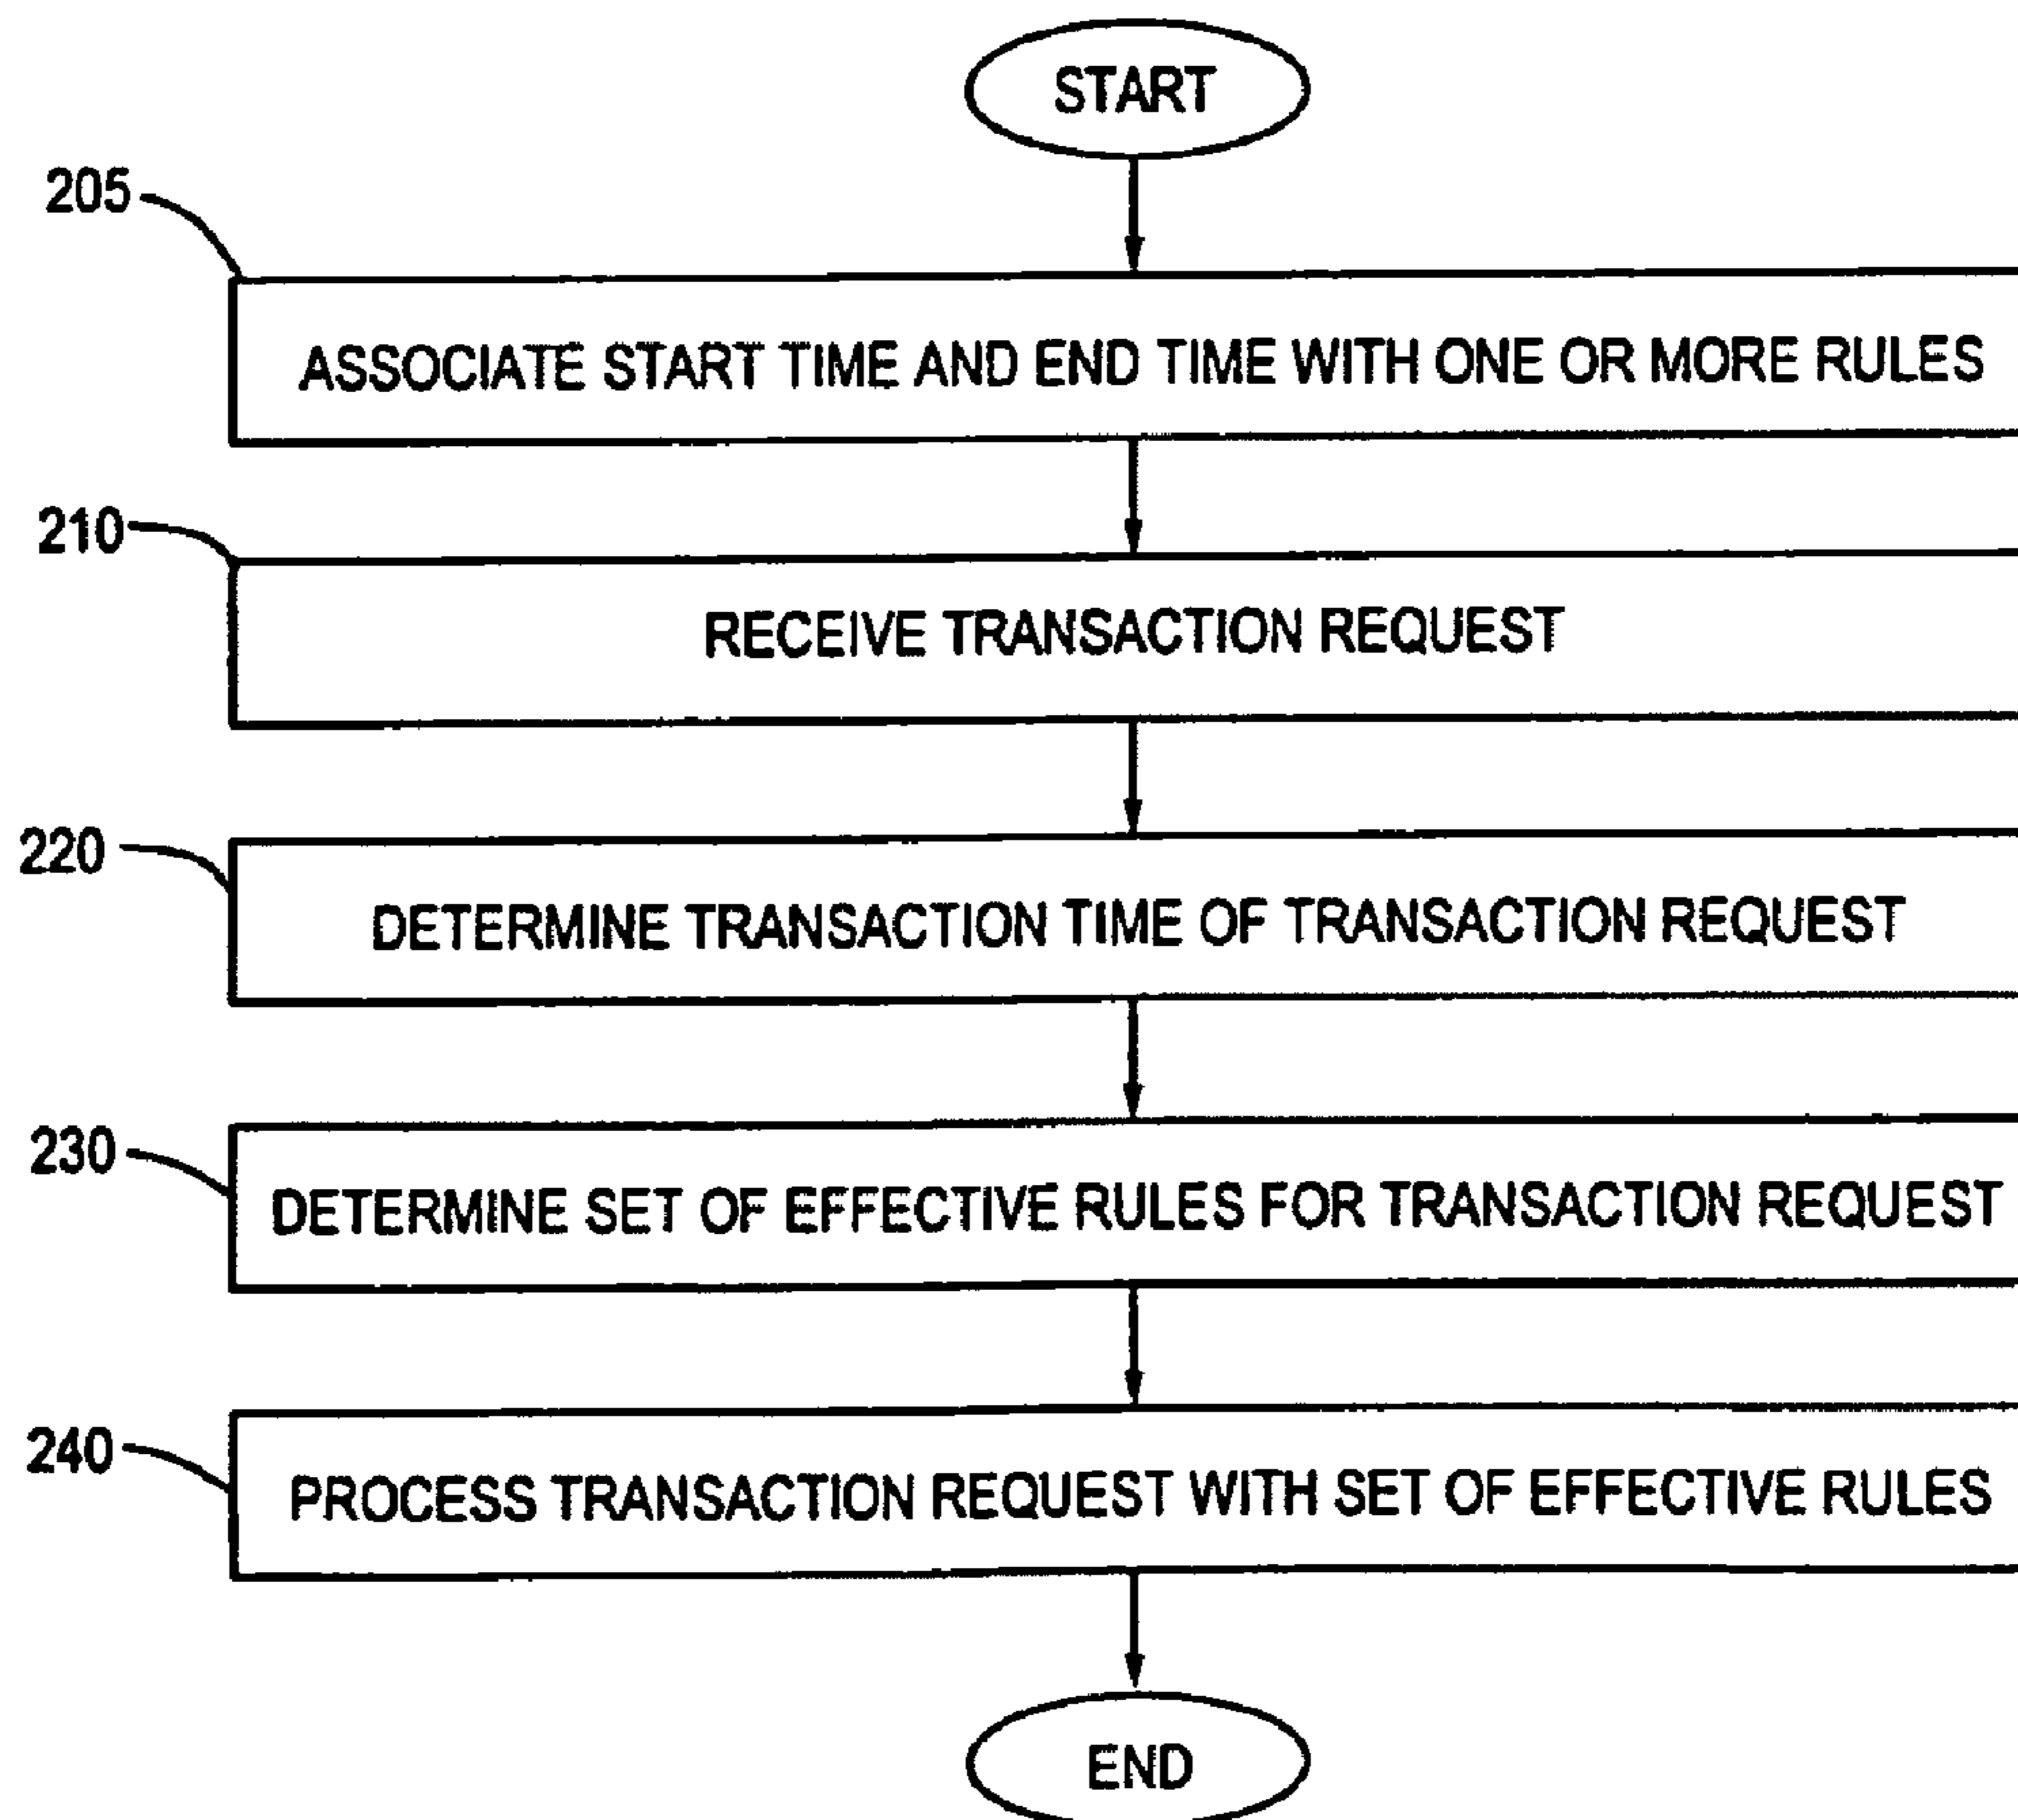 START
205
ASSOCIATE START TIME AND END TIME WITH ONE OR MORE RULES
210
RECEIVE TRANSACTION REQUEST
220
DETERMINE TRANSACTION TIME OF TRANSACTION REQUEST
230
DETERMINE SET OF EFFECTIVE RULES FOR TRANSACTION REQUEST
240
PROCESS TRANSACTION REQUEST WITH SET OF EFFECTIVE RULES
END